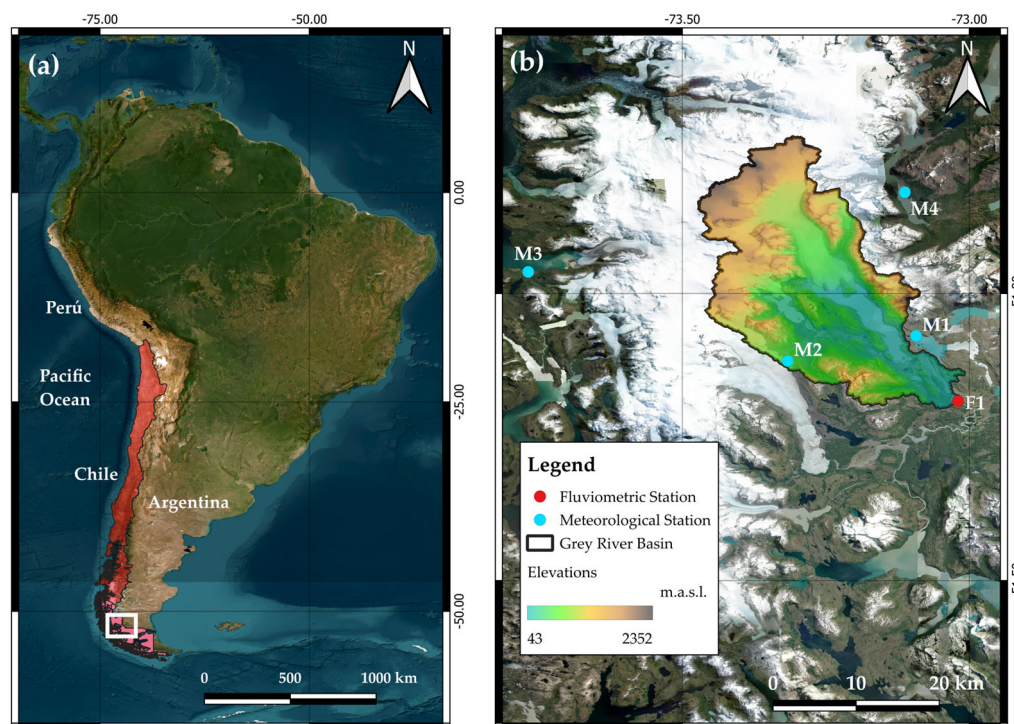 -75.00
-50.00
(a)
N
0.00
Perú
Pacific
Ocean
-25.00
Chile
Argentina
-50.00
0
500
1000 km
-73.50
-73.00
(b)
N
M4
M3
M1
M2
F1
Legend
Fluviometric Station
Meteorological Station
Grey River Basin
Elevations
m.a.s.l.
43
2352
0
10
20 km